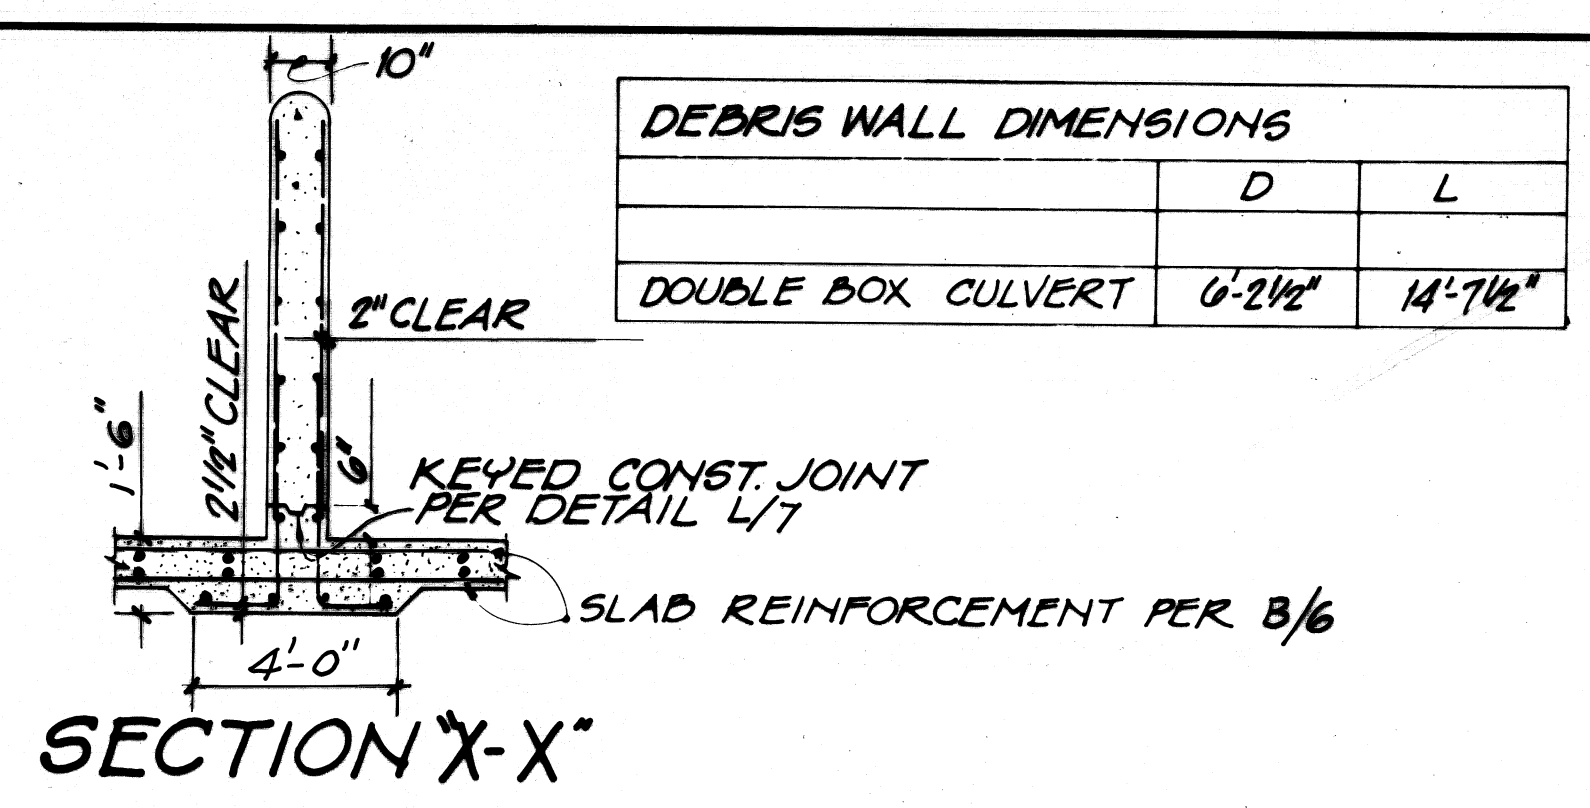 10"
DEBRIS WALL DIMENSIONS
D L
DOUBLE BOX CULVERT 6'-2½" 14'-7½"
2" CLEAR
2½" CLEAR
1'-6"
6"
KEYED CONST. JOINT
PER DETAIL L/7
SLAB REINFORCEMENT PER B/6
4'-0"
SECTION "X-X"